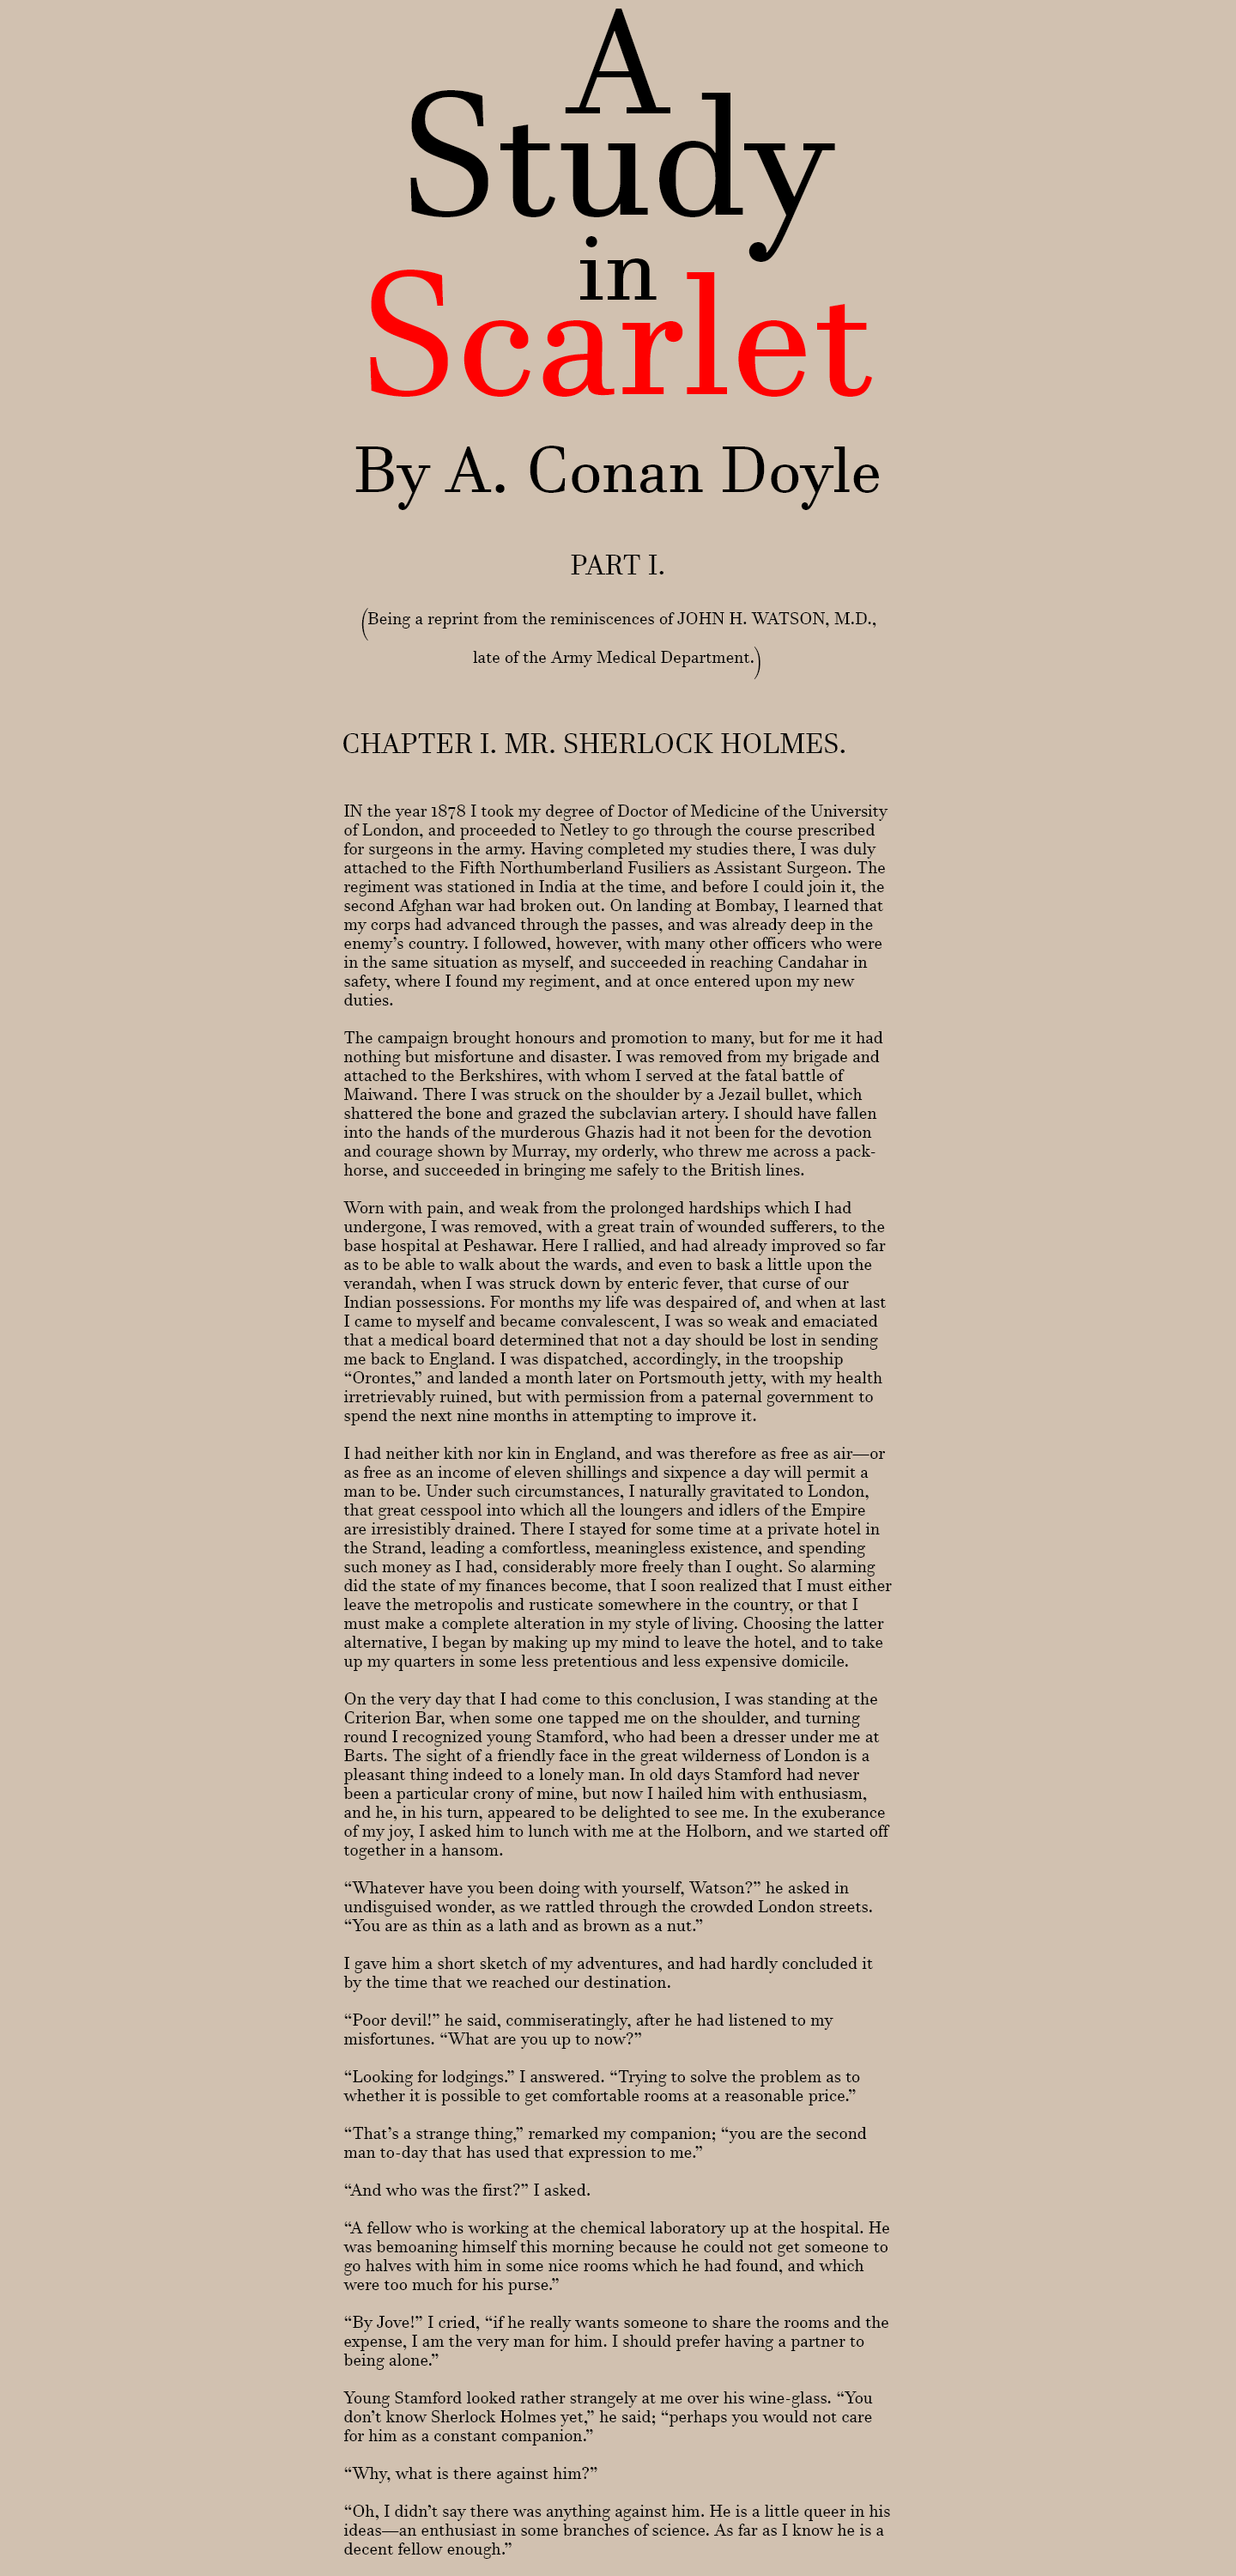 A
Study
in
Scarlet
By A. Conan Doyle
PART I.
(Being a reprint from the reminiscences of JOHN H. WATSON, M.D.,
late of the Army Medical Department.)
CHAPTER I. MR. SHERLOCK HOLMES.
IN the year 1878 I took my degree of Doctor of Medicine of the University
of London, and proceeded to Netley to go through the course prescribed
for surgeons in the army. Having completed my studies there, I was duly
attached to the Fifth Northumberland Fusiliers as Assistant Surgeon. The
regiment was stationed in India at the time, and before I could join it, the
second Afghan war had broken out. On landing at Bombay, I learned that
my corps had advanced through the passes, and was already deep in the
enemy’s country. I followed, however, with many other officers who were
in the same situation as myself, and succeeded in reaching Candahar in
safety, where I found my regiment, and at once entered upon my new
duties.
The campaign brought honours and promotion to many, but for me it had
nothing but misfortune and disaster. I was removed from my brigade and
attached to the Berkshires, with whom I served at the fatal battle of
Maiwand. There I was struck on the shoulder by a Jezail bullet, which
shattered the bone and grazed the subclavian artery. I should have fallen
into the hands of the murderous Ghazis had it not been for the devotion
and courage shown by Murray, my orderly, who threw me across a pack-
horse, and succeeded in bringing me safely to the British lines.
Worn with pain, and weak from the prolonged hardships which I had
undergone, I was removed, with a great train of wounded sufferers, to the
base hospital at Peshawar. Here I rallied, and had already improved so far
as to be able to walk about the wards, and even to bask a little upon the
verandah, when I was struck down by enteric fever, that curse of our
Indian possessions. For months my life was despaired of, and when at last
I came to myself and became convalescent, I was so weak and emaciated
that a medical board determined that not a day should be lost in sending
me back to England. I was dispatched, accordingly, in the troopship
“Orontes,” and landed a month later on Portsmouth jetty, with my health
irretrievably ruined, but with permission from a paternal government to
spend the next nine months in attempting to improve it.
I had neither kith nor kin in England, and was therefore as free as air—or
as free as an income of eleven shillings and sixpence a day will permit a
man to be. Under such circumstances, I naturally gravitated to London,
that great cesspool into which all the loungers and idlers of the Empire
are irresistibly drained. There I stayed for some time at a private hotel in
the Strand, leading a comfortless, meaningless existence, and spending
such money as I had, considerably more freely than I ought. So alarming
did the state of my finances become, that I soon realized that I must either
leave the metropolis and rusticate somewhere in the country, or that I
must make a complete alteration in my style of living. Choosing the latter
alternative, I began by making up my mind to leave the hotel, and to take
up my quarters in some less pretentious and less expensive domicile.
On the very day that I had come to this conclusion, I was standing at the
Criterion Bar, when some one tapped me on the shoulder, and turning
round I recognized young Stamford, who had been a dresser under me at
Barts. The sight of a friendly face in the great wilderness of London is a
pleasant thing indeed to a lonely man. In old days Stamford had never
been a particular crony of mine, but now I hailed him with enthusiasm,
and he, in his turn, appeared to be delighted to see me. In the exuberance
of my joy, I asked him to lunch with me at the Holborn, and we started off
together in a hansom.
“Whatever have you been doing with yourself, Watson?” he asked in
undisguised wonder, as we rattled through the crowded London streets.
“You are as thin as a lath and as brown as a nut.”
I gave him a short sketch of my adventures, and had hardly concluded it
by the time that we reached our destination.
“Poor devil!” he said, commiseratingly, after he had listened to my
misfortunes. “What are you up to now?”
“Looking for lodgings.” I answered. “Trying to solve the problem as to
whether it is possible to get comfortable rooms at a reasonable price.”
“That’s a strange thing,” remarked my companion; “you are the second
man to-day that has used that expression to me.”
“And who was the first?” I asked.
“A fellow who is working at the chemical laboratory up at the hospital. He
was bemoaning himself this morning because he could not get someone to
go halves with him in some nice rooms which he had found, and which
were too much for his purse.”
“By Jove!” I cried, “if he really wants someone to share the rooms and the
expense, I am the very man for him. I should prefer having a partner to
being alone.”
Young Stamford looked rather strangely at me over his wine-glass. “You
don’t know Sherlock Holmes yet,” he said; “perhaps you would not care
for him as a constant companion.”
“Why, what is there against him?”
“Oh, I didn’t say there was anything against him. He is a little queer in his
ideas—an enthusiast in some branches of science. As far as I know he is a
decent fellow enough.”